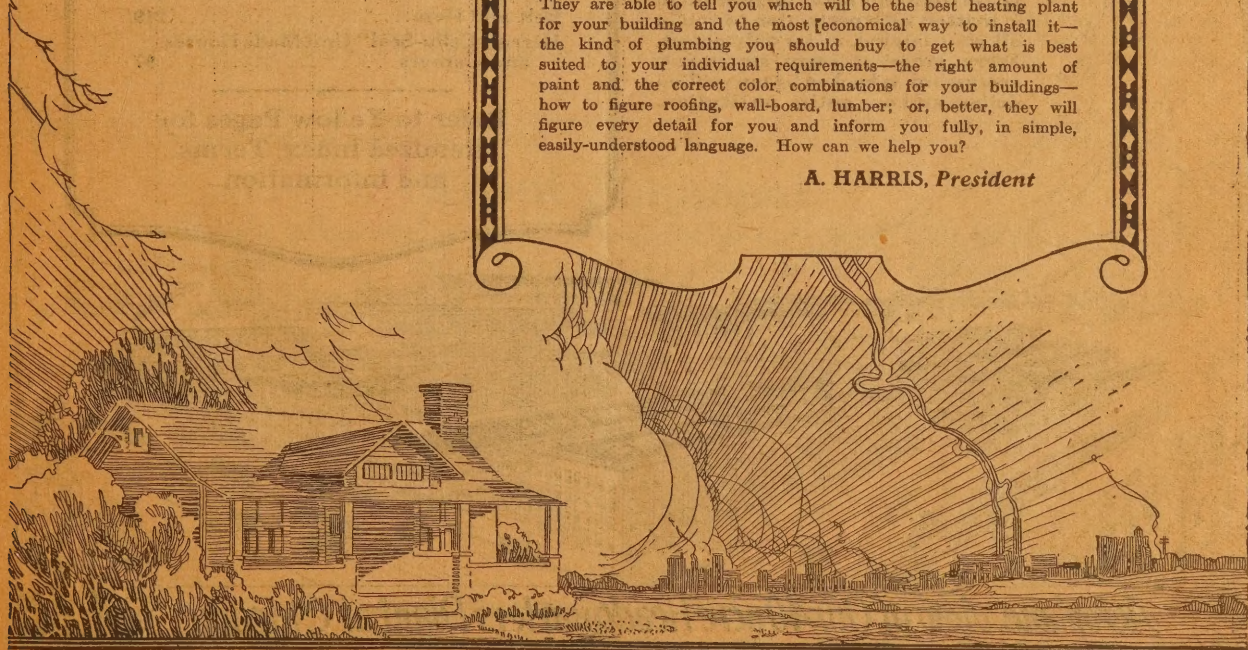 They are able to tell you which will be the best heating plant
for your building and the most economical way to install it—
the kind of plumbing you should buy to get what is best
suited to your individual requirements—the right amount of
paint and the correct color combinations for your buildings—
how to figure roofing, wall-board, lumber; or, better, they will
figure every detail for you and inform you fully, in simple,
easily-understood language. How can we help you?
A. HARRIS, President